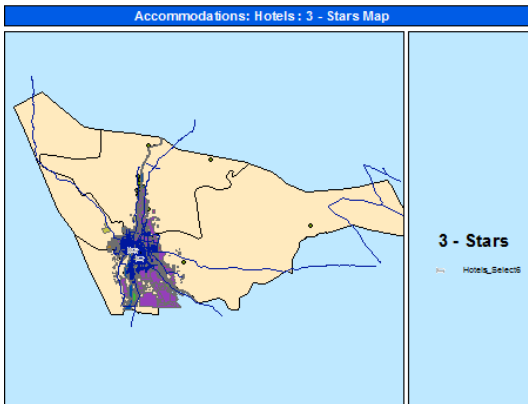 Accommodations: Hotels : 3 - Stars Map
3 - Stars
Hotels_Select6